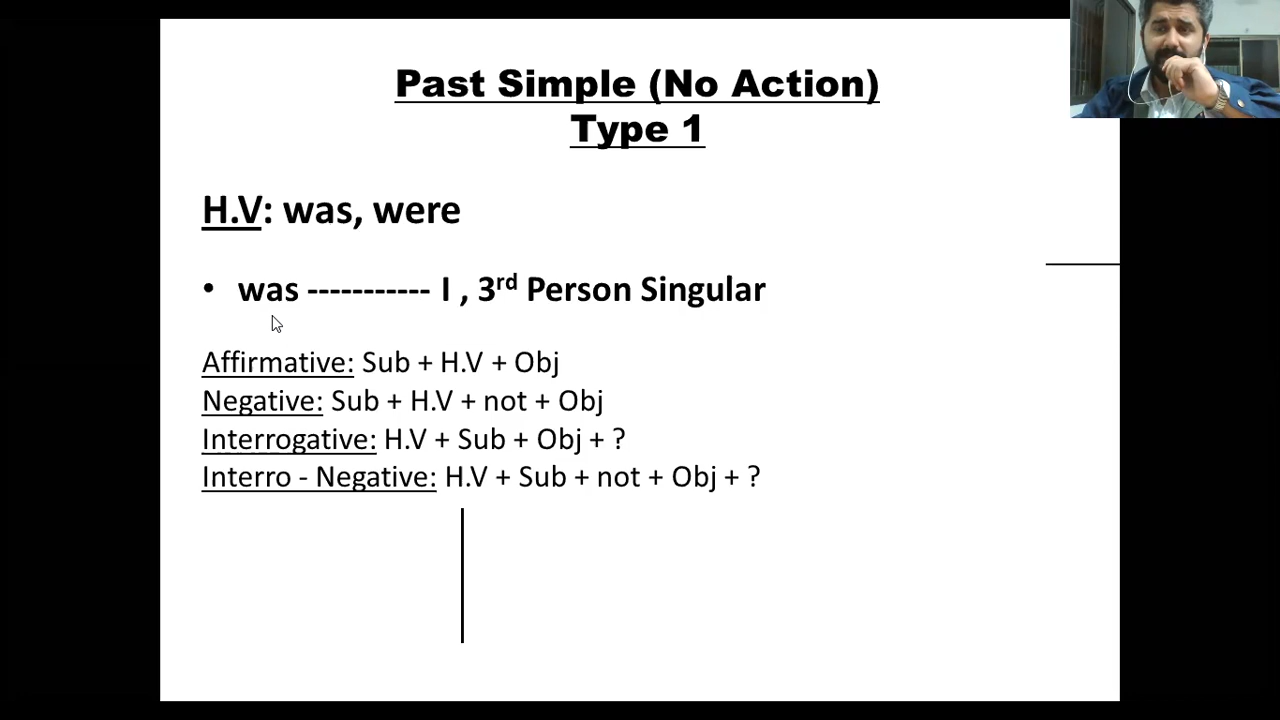 Past Simple (No Action)
Type 1
H.V: was, were
• was ----------- I , 3rd Person Singular
Affirmative: Sub + H.V + Obj
Negative: Sub + H.V + not + Obj
Interrogative: H.V + Sub + Obj + ?
Interro - Negative: H.V + Sub + not + Obj + ?